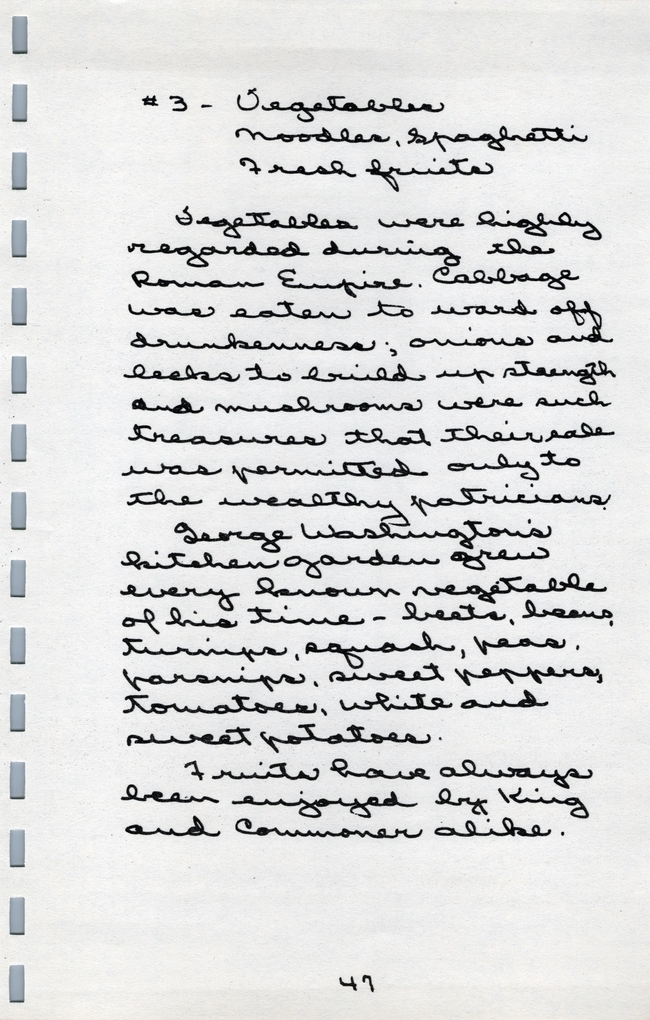 #3 - Vegetables
Noodles, Spaghetti
Fresh fruits
Vegetables were highly
regarded during the
Roman Empire. Cabbage
was eaten to ward off
drunkenness; onions and
leeks to build up strength
and mushrooms were such
treasures that their sale
was permitted only to
the wealthy patricians.
George Washington's
kitchen garden grew
every known vegetable
of his time - beets, beans,
turnips, squash, peas,
parsnips, sweet peppers,
tomatoes, white and
sweet potatoes.
Fruits have always
been enjoyed by King
and Commoner alike.
47